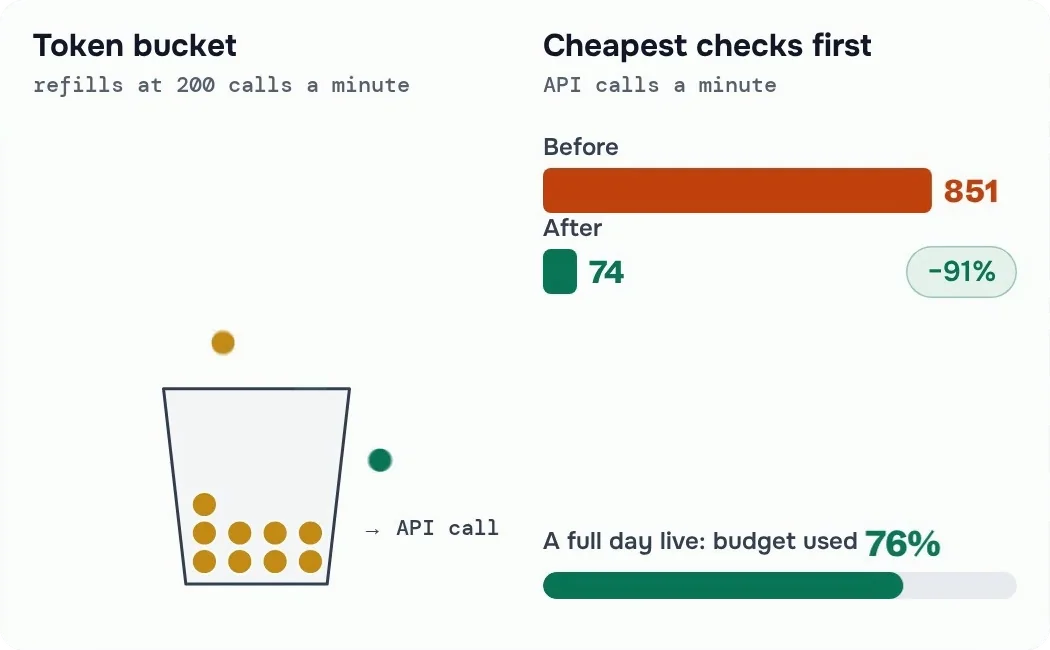 Token bucket
refills at 200 calls a minute
→ API call
Cheapest checks first
API calls a minute
Before
851
After
74
−91%
A full day live: budget used 76%